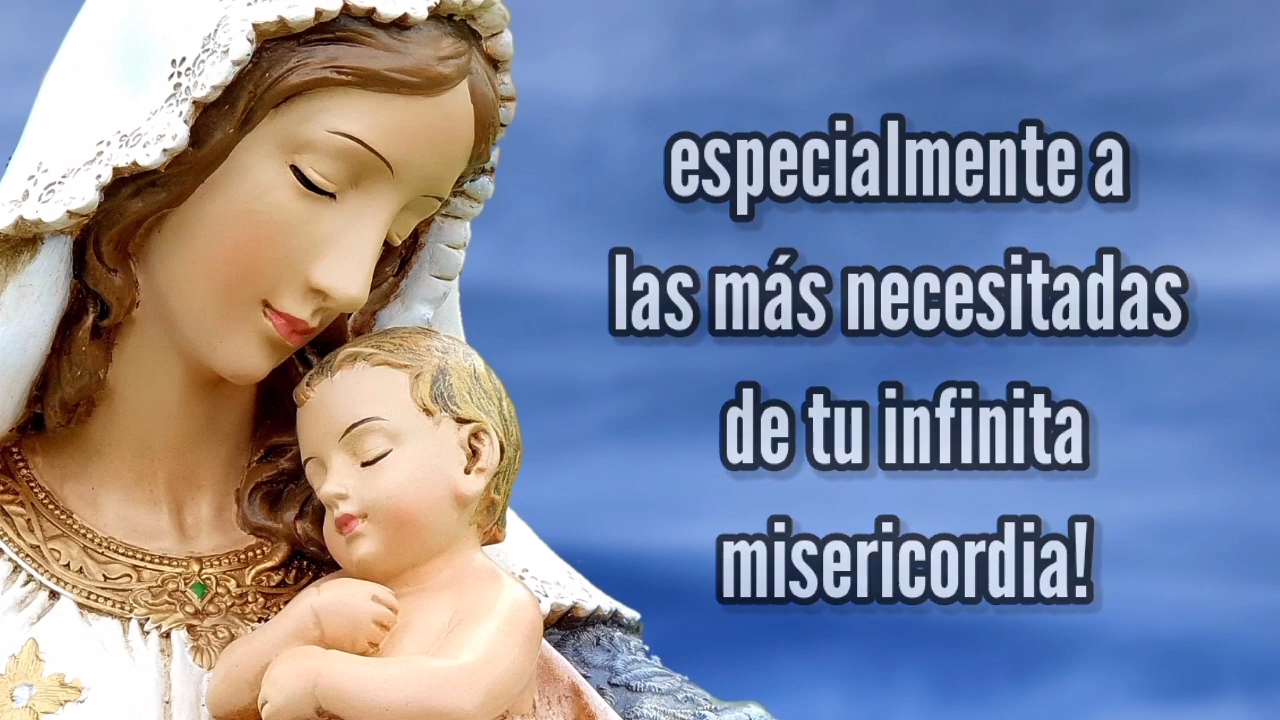 especialmente a
las más necesitadas
de tu infinita
misericordia!